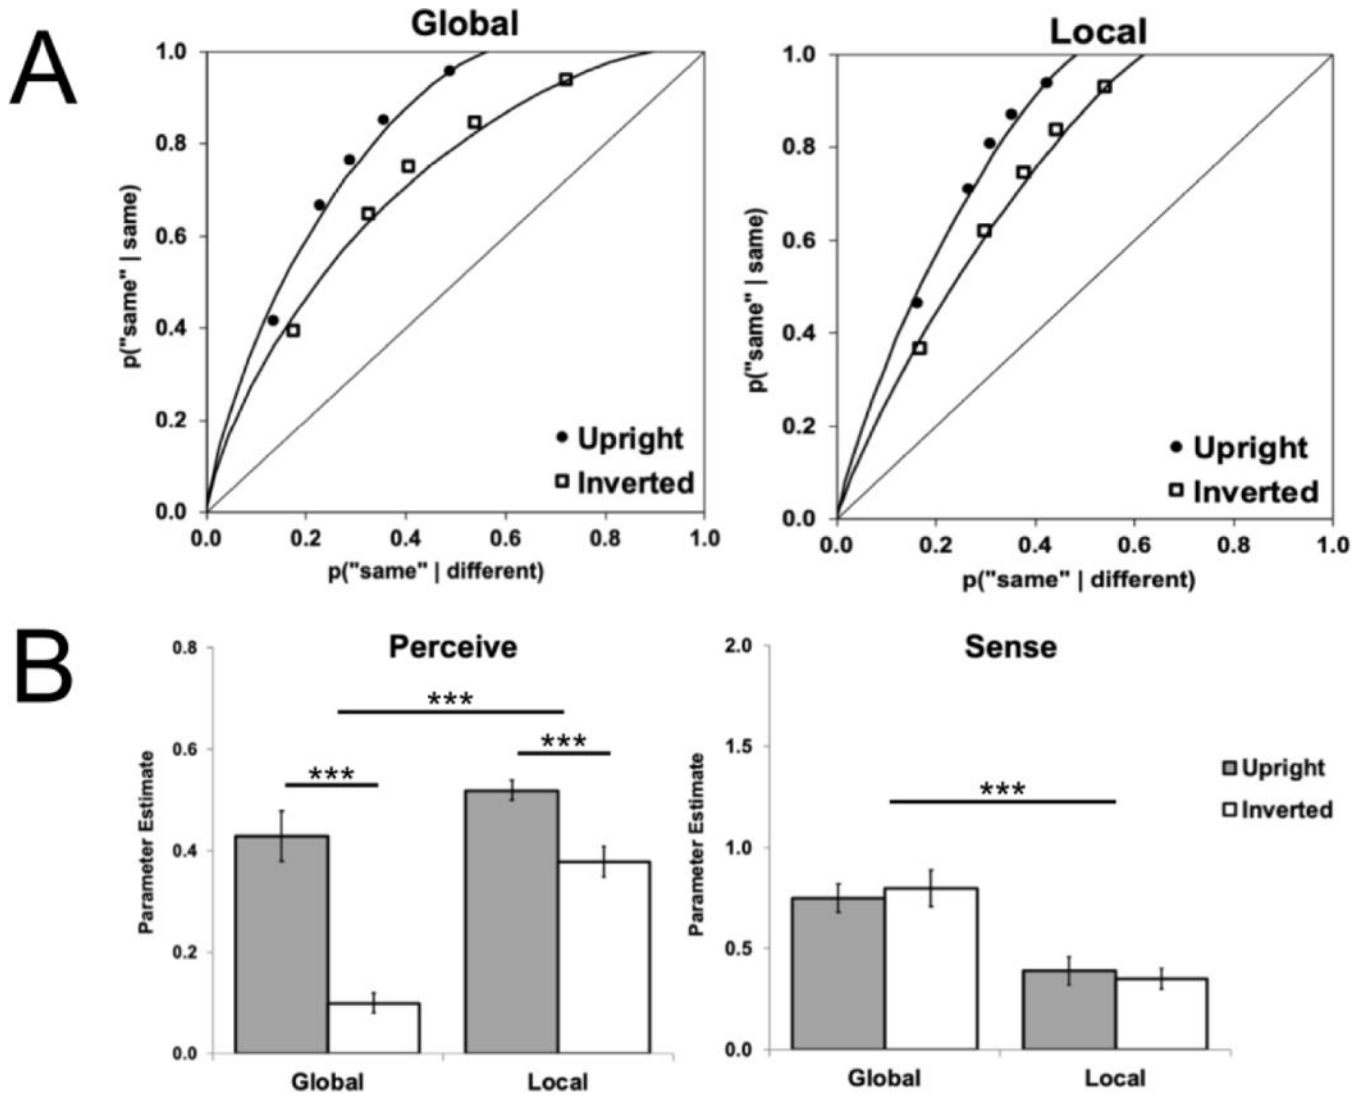 A
Global
1.0
0.8
0.6
0.4
0.2
0.0
p("same" | same)
0.0 0.2 0.4 0.6 0.8 1.0
p("same" | different)
Upright
Inverted
Local
1.0
0.8
0.6
0.4
0.2
0.0
p("same" | same)
0.0 0.2 0.4 0.6 0.8 1.0
p("same" | different)
Upright
Inverted
B
Perceive
0.8
0.6
0.4
0.2
0.0
Parameter Estimate
***
***
***
Global Local
Sense
2.0
1.5
1.0
0.5
0.0
Parameter Estimate
***
Global Local
Upright
Inverted